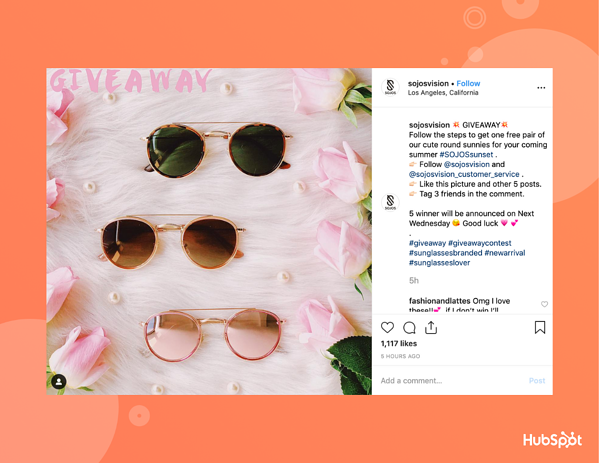 GIVEAWAY
SOJOS
sojosvision • Follow
Los Angeles, California
...
sojosvision 💥 GIVEAWAY💥
Follow the steps to get one free pair of
our cute round sunnies for your coming
summer #SOJOSsunset .
👉 Follow @sojosvision and
@sojosvision_customer_service .
👉 Like this picture and other 5 posts.
👉 Tag 3 friends in the comment.
SOJOS
5 winner will be announced on Next
Wednesday 😘 Good luck 💗 💕
.
#giveaway #giveawaycontest
#sunglassesbranded #newarrival
#sunglasseslover
5h
fashionandlattes Omg I love
these!!💕 if I don't win I'll
1,117 likes
5 HOURS AGO
Add a comment... Post
HubSpot